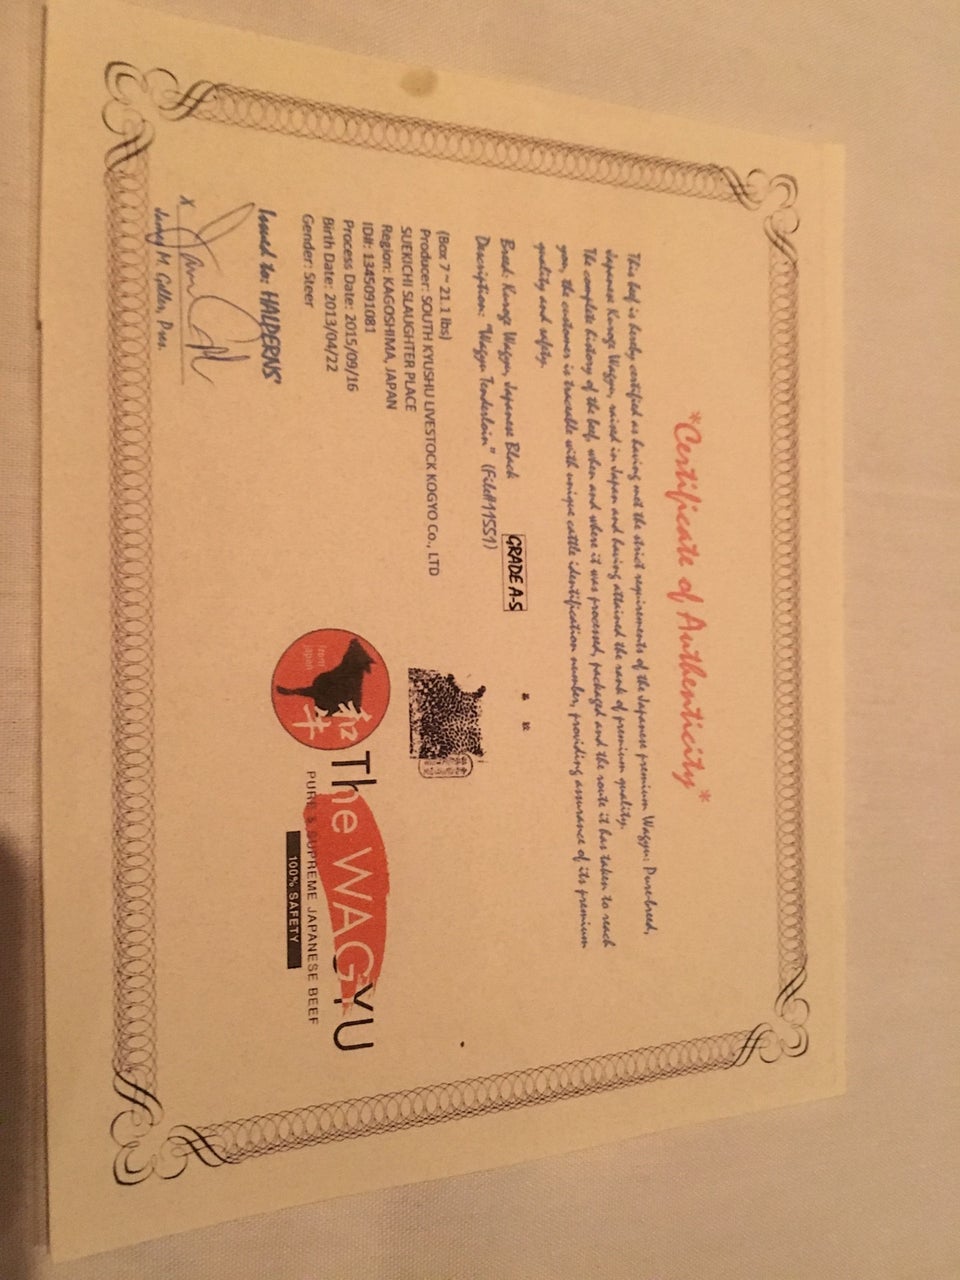 *Certificate of Authenticity*
This beef is hereby certified as having met the strict requirements of the Japanese premium Wagyu: Pure-breed,
Japanese Kuroge Wagyu, raised in Japan and having attained the rank of premium quality.
The complete history of the beef, when and where it was processed, packaged and the route it has taken to reach
you, the customer is traceable with unique cattle identification number, providing assurance of its premium
quality and safety.
Breed: Kuroge Wagyu, Japanese Black
GRADE A-5
Description: "Wagyu Tenderloin" (File#11551)
(Box 7 ~ 21.1 lbs)
Producer: SOUTH KYUSHU LIVESTOCK KOGYO Co., LTD
SUEKICHI SLAUGHTER PLACE
Region: KAGOSHIMA, JAPAN
ID#: 1345091081
Process Date: 2015/09/16
Birth Date: 2013/04/22
Gender: Steer
from
japan
和
牛
The WAGYU
PURE & SUPREME JAPANESE BEEF
100% SAFETY
Issued to: HALPERNS'
X
James M. Pres.